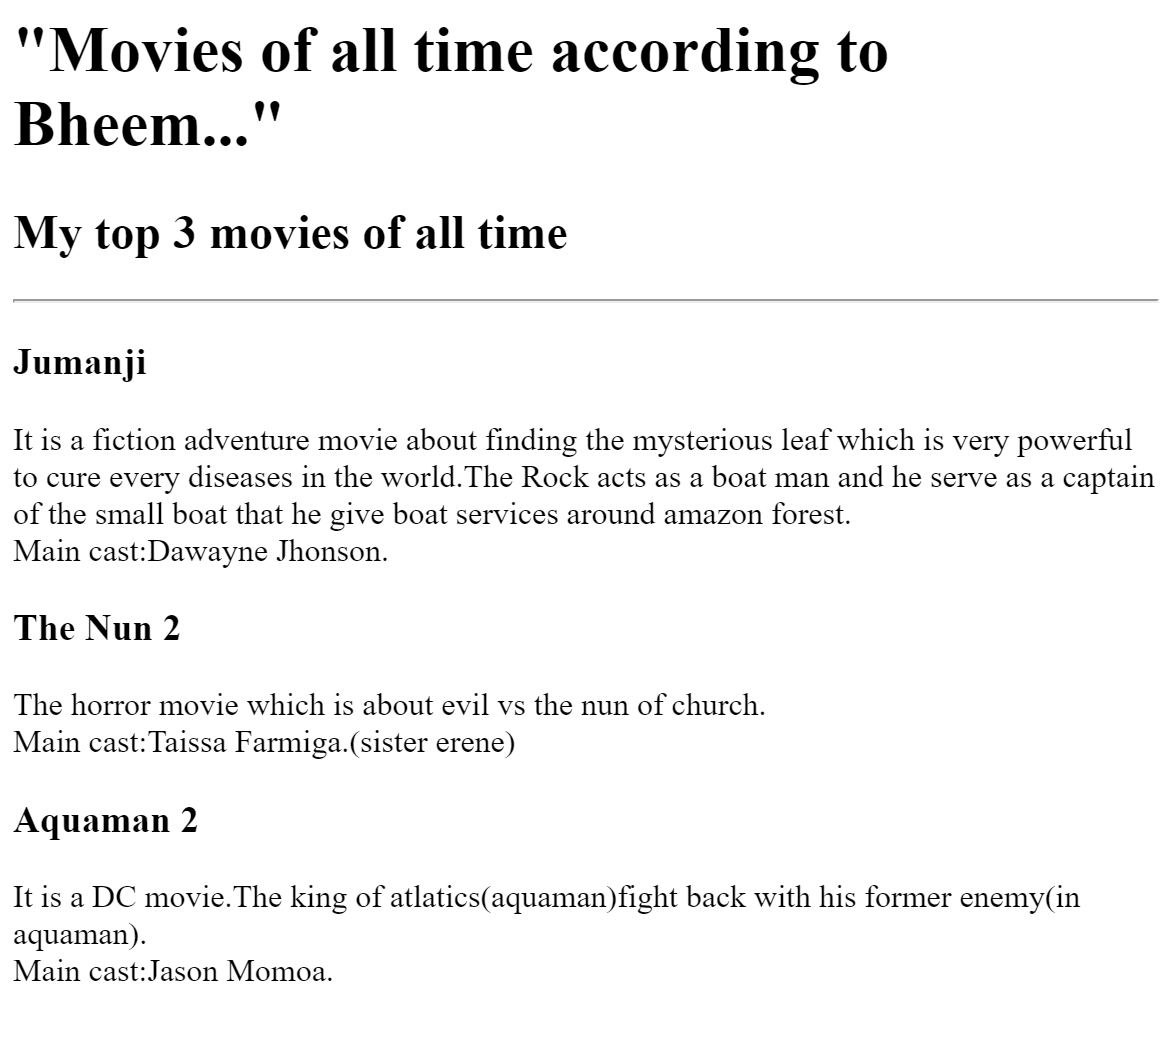 "Movies of all time according to
Bheem..."
My top 3 movies of all time
Jumanji
It is a fiction adventure movie about finding the mysterious leaf which is very powerful
to cure every diseases in the world.The Rock acts as a boat man and he serve as a captain
of the small boat that he give boat services around amazon forest.
Main cast:Dawayne Jhonson.
The Nun 2
The horror movie which is about evil vs the nun of church.
Main cast:Taissa Farmiga.(sister erene)
Aquaman 2
It is a DC movie.The king of atlatics(aquaman)fight back with his former enemy(in
aquaman).
Main cast:Jason Momoa.